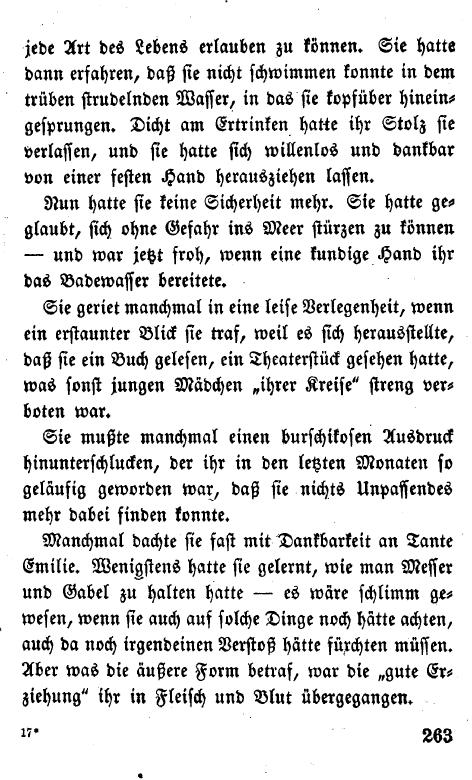 jede Art des Lebens erlauben zu können. Sie hatte
dann erfahren, daß sie nicht schwimmen konnte in dem
trüben strudelnden Wasser, in das sie kopfüber hinein-
gesprungen. Dicht am Ertrinken hatte ihr Stolz sie
verlassen, und sie hatte sich willenlos und dankbar
von einer festen Hand herausziehen lassen.
Nun hatte sie keine Sicherheit mehr. Sie hatte ge-
glaubt, sich ohne Gefahr ins Meer stürzen zu können
— und war jetzt froh, wenn eine kundige Hand ihr
das Badewasser bereitete.
Sie geriet manchmal in eine leise Verlegenheit, wenn
ein erstaunter Blick sie traf, weil es sich herausstellte,
daß sie ein Buch gelesen, ein Theaterstück gesehen hatte,
was sonst jungen Mädchen „ihrer Kreise“ streng ver-
boten war.
Sie mußte manchmal einen burschikosen Ausdruck
hinunterschlucken, der ihr in den letzten Monaten so
geläufig geworden war, daß sie nichts Unpassendes
mehr dabei finden konnte.
Manchmal dachte sie fast mit Dankbarkeit an Tante
Emilie. Wenigstens hatte sie gelernt, wie man Messer
und Gabel zu halten hatte — es wäre schlimm ge-
wesen, wenn sie auch auf solche Dinge noch hätte achten,
auch da noch irgendeinen Verstoß hätte fürchten müssen.
Aber was die äußere Form betraf, war die „gute Er-
ziehung“ ihr in Fleisch und Blut übergegangen.
17*
263